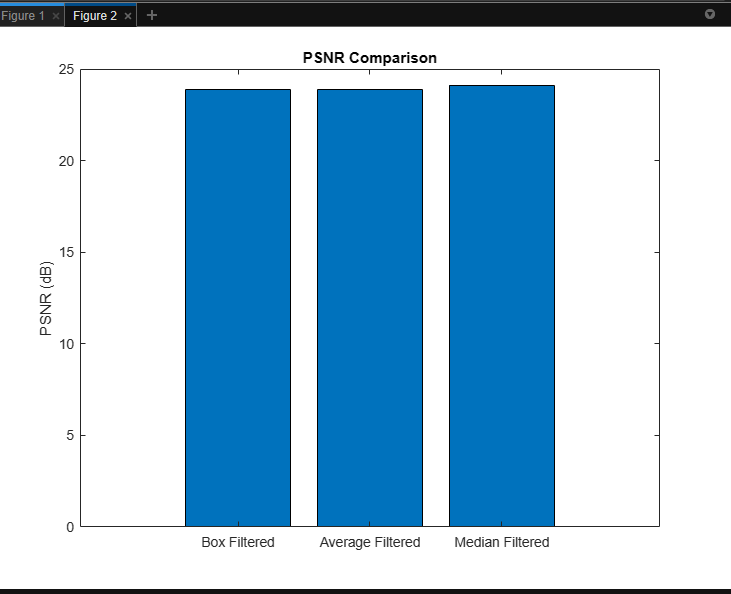 Figure 1 × Figure 2 × +
PSNR Comparison
25
20
15
10
5
0
PSNR (dB)
Box Filtered Average Filtered Median Filtered